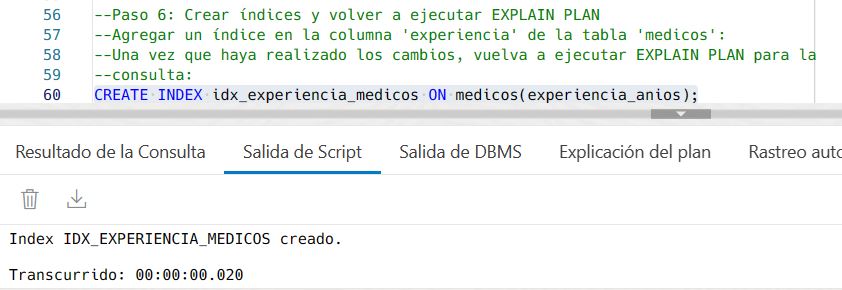 56 --Paso 6: Crear índices y volver a ejecutar EXPLAIN PLAN
57 --Agregar un índice en la columna 'experiencia' de la tabla 'medicos':
58 --Una vez que haya realizado los cambios, vuelva a ejecutar EXPLAIN PLAN para la
59 --consulta:
60 CREATE INDEX idx_experiencia_medicos ON medicos(experiencia_anios);
Resultado de la Consulta Salida de Script Salida de DBMS Explicación del plan Rastreo auto
Index IDX_EXPERIENCIA_MEDICOS creado.
Transcurrido: 00:00:00.020